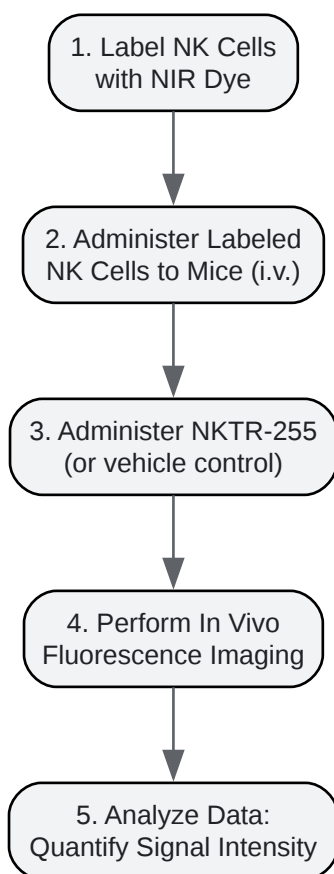 1. Label NK Cells
with NIR Dye
2. Administer Labeled
NK Cells to Mice (i.v.)
3. Administer NKTR-255
(or vehicle control)
4. Perform In Vivo
Fluorescence Imaging
5. Analyze Data:
Quantify Signal Intensity